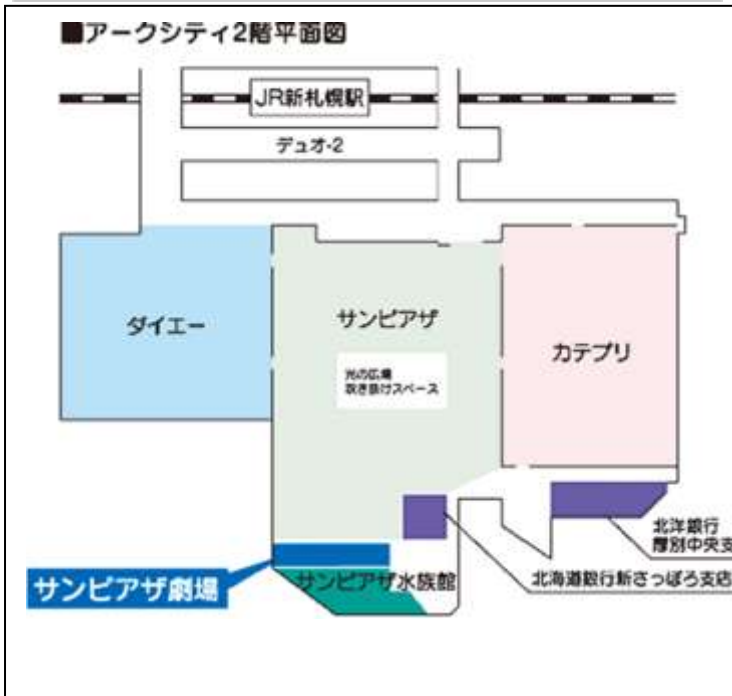 ■アークシティ2階平面図
JR新札幌駅
デュオ-2
ダイエー
サンピアザ
カテプリ
光の広場
吹き抜けスペース
北洋銀行
厚別中央支
サンピアザ劇場
サンピアザ水族館
北海道銀行新さっぽろ支店